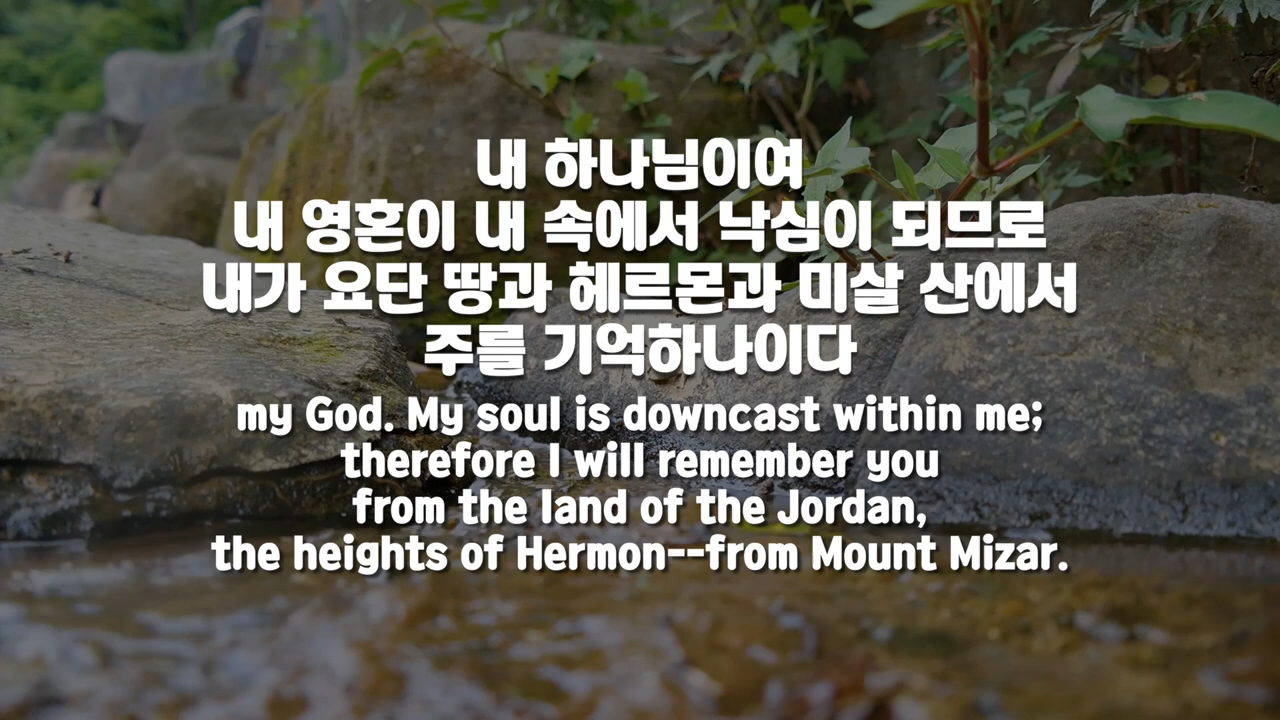 내 하나님이여
내 영혼이 내 속에서 낙심이 되므로
내가 요단 땅과 헤르몬과 미살 산에서
주를 기억하나이다
my God. My soul is downcast within me;
therefore I will remember you
from the land of the Jordan,
the heights of Hermon--from Mount Mizar.